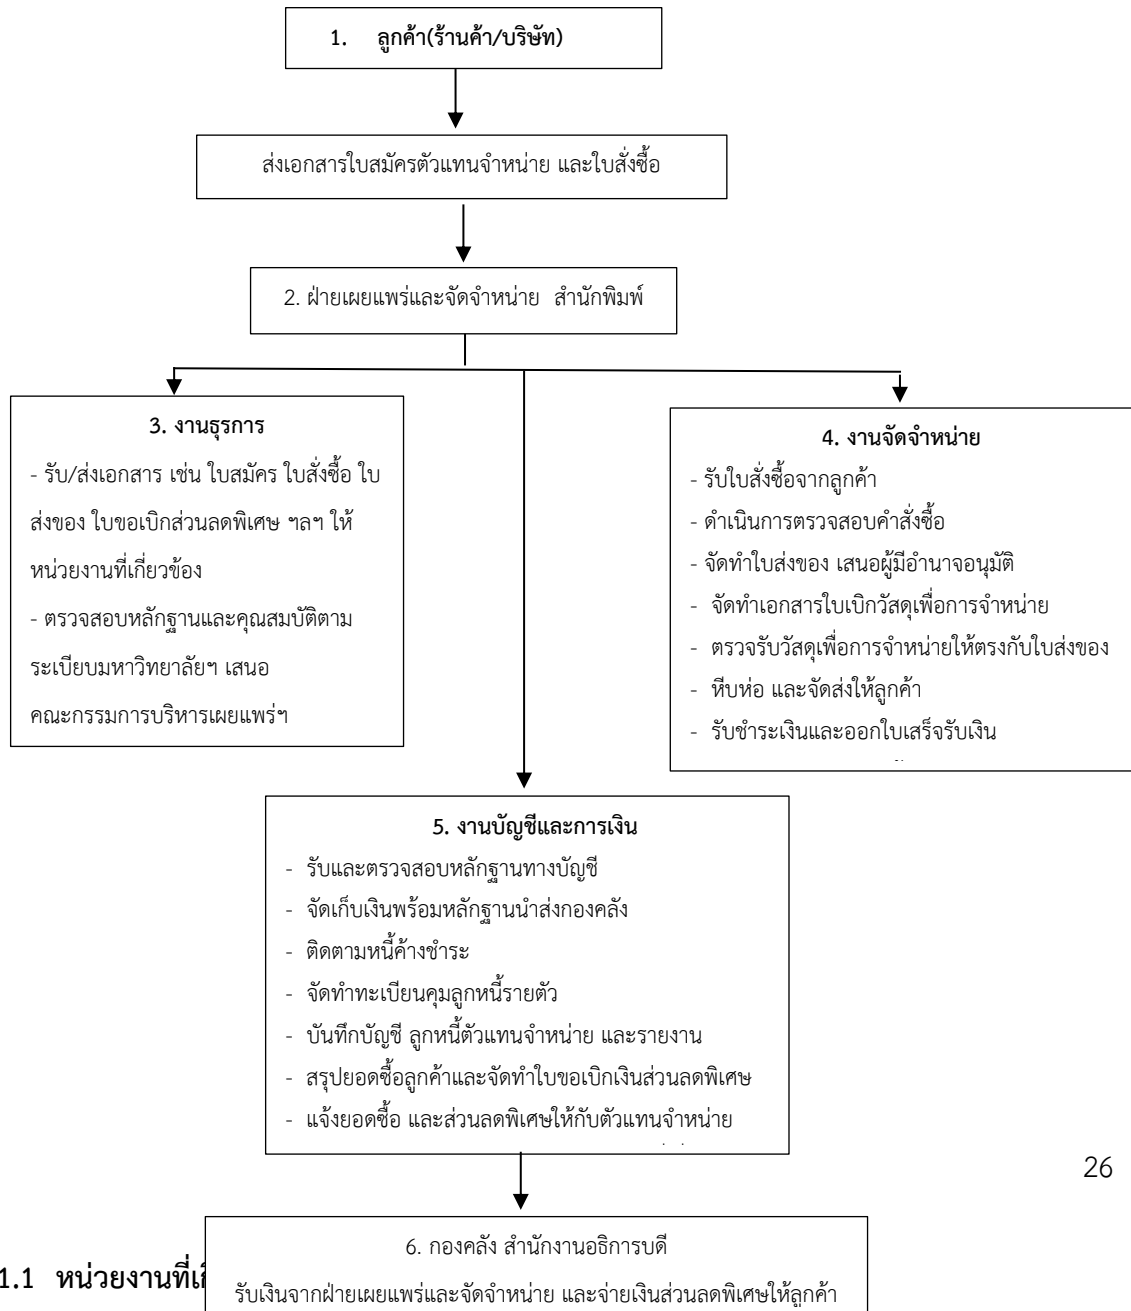 1. ลูกค้า(ร้านค้า/บริษัท)
ส่งเอกสารใบสมัครตัวแทนจำหน่าย และใบสั่งซื้อ
2. ฝ่ายเผยแพร่และจัดจำหน่าย สำนักพิมพ์
3. งานธุรการ
- รับ/ส่งเอกสาร เช่น ใบสมัคร ใบสั่งซื้อ ใบ
ส่งของ ใบขอเบิกส่วนลดพิเศษ ฯลฯ ให้
หน่วยงานที่เกี่ยวข้อง
- ตรวจสอบหลักฐานและคุณสมบัติตาม
ระเบียบมหาวิทยาลัยฯ เสนอ
คณะกรรมการบริหารเผยแพร่ฯ
4. งานจัดจำหน่าย
- รับใบสั่งซื้อจากลูกค้า
- ดำเนินการตรวจสอบคำสั่งซื้อ
- จัดทำใบส่งของ เสนอผู้มีอำนาจอนุมัติ
- จัดทำเอกสารใบเบิกวัสดุเพื่อการจำหน่าย
- ตรวจรับวัสดุเพื่อการจำหน่ายให้ตรงกับใบส่งของ
- หีบห่อ และจัดส่งให้ลูกค้า
- รับชำระเงินและออกใบเสร็จรับเงิน
5. งานบัญชีและการเงิน
- รับและตรวจสอบหลักฐานทางบัญชี
- จัดเก็บเงินพร้อมหลักฐานนำส่งกองคลัง
- ติดตามหนี้ค้างชำระ
- จัดทำทะเบียนคุมลูกหนี้รายตัว
- บันทึกบัญชี ลูกหนี้ตัวแทนจำหน่าย และรายงาน
- สรุปยอดซื้อลูกค้าและจัดทำใบขอเบิกเงินส่วนลดพิเศษ
- แจ้งยอดซื้อ และส่วนลดพิเศษให้กับตัวแทนจำหน่าย
26
6. กองคลัง สำนักงานอธิการบดี
รับเงินจากฝ่ายเผยแพร่และจัดจำหน่าย และจ่ายเงินส่วนลดพิเศษให้ลูกค้า
1.1 หน่วยงานที่